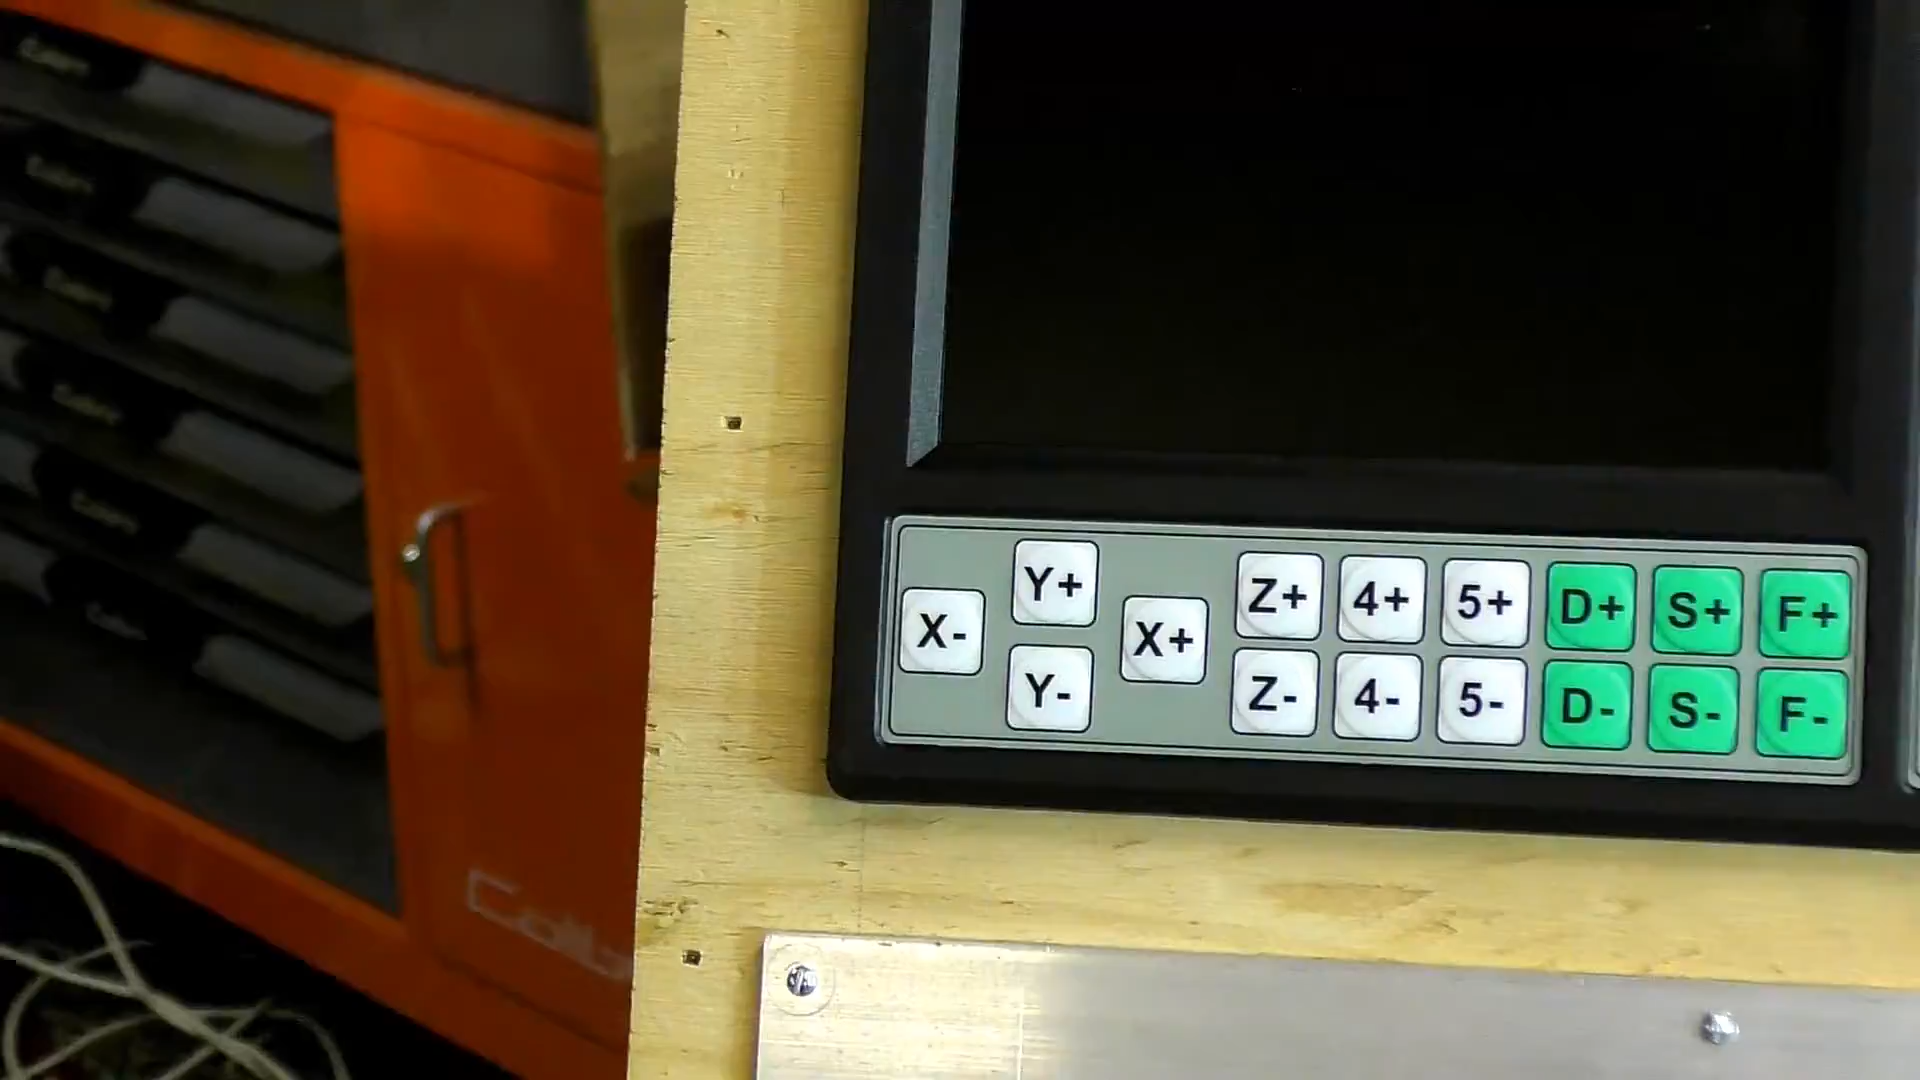 Y+ Z+ 4+ 5+ D+ S+ F+
X- X+
Y- Z- 4- 5- D- S- F-